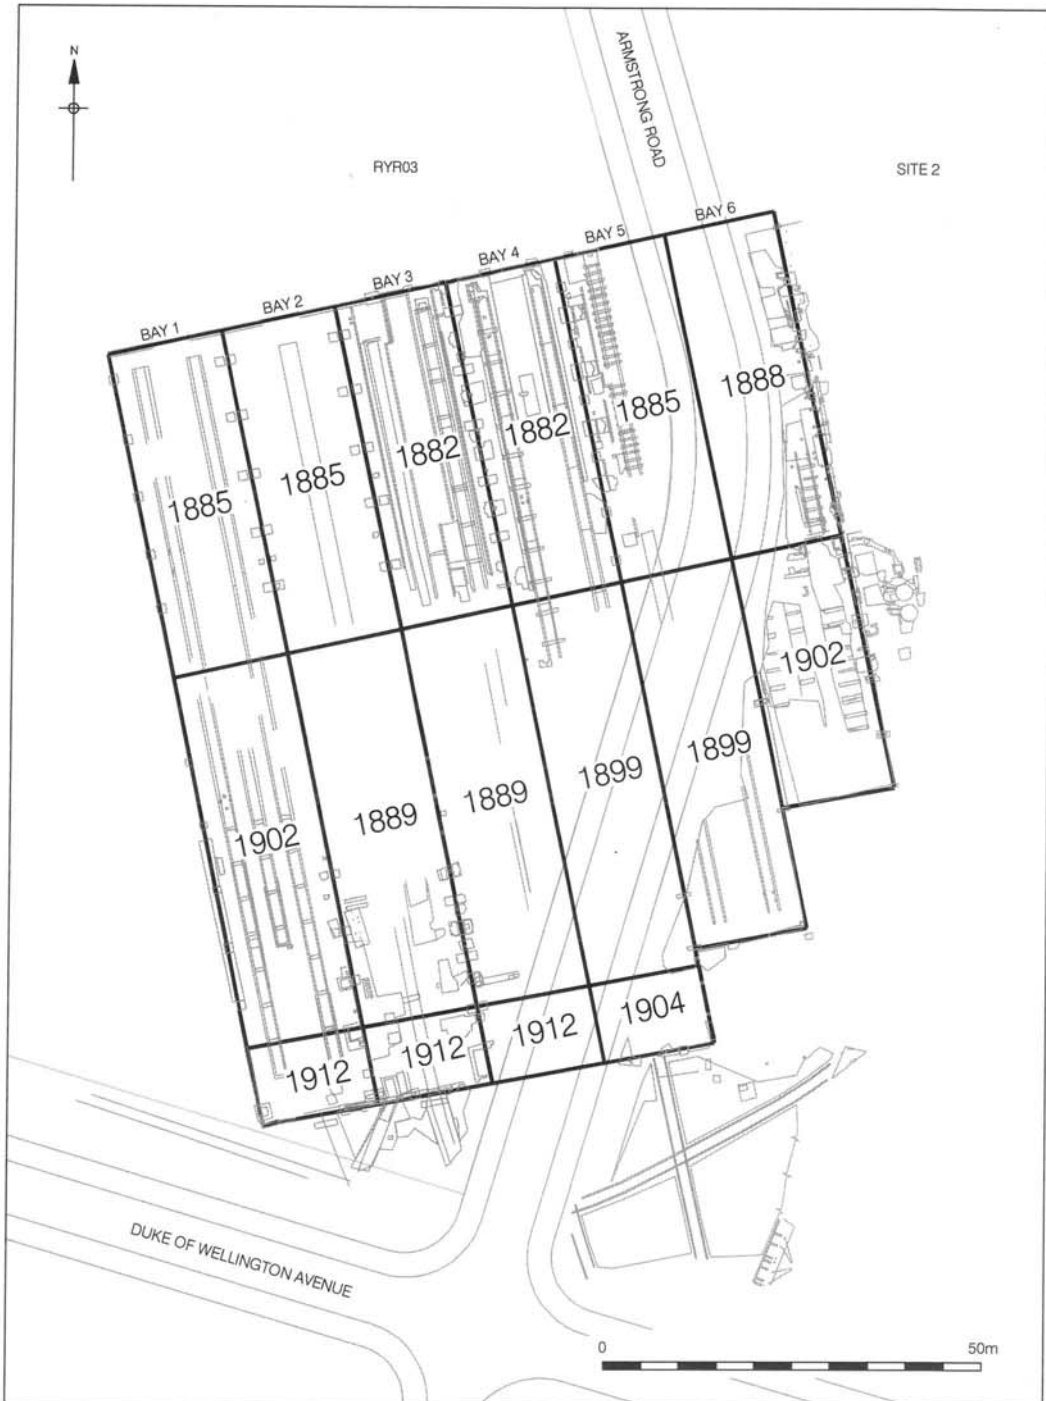 N
ARMSTRONG ROAD
RYR03
SITE 2
BAY 1
BAY 2
BAY 3
BAY 4
BAY 5
BAY 6
1885
1885
1882
1882
1885
1888
1902
1889
1889
1899
1899
1902
1912
1912
1912
1904
DUKE OF WELLINGTON AVENUE
0
50m